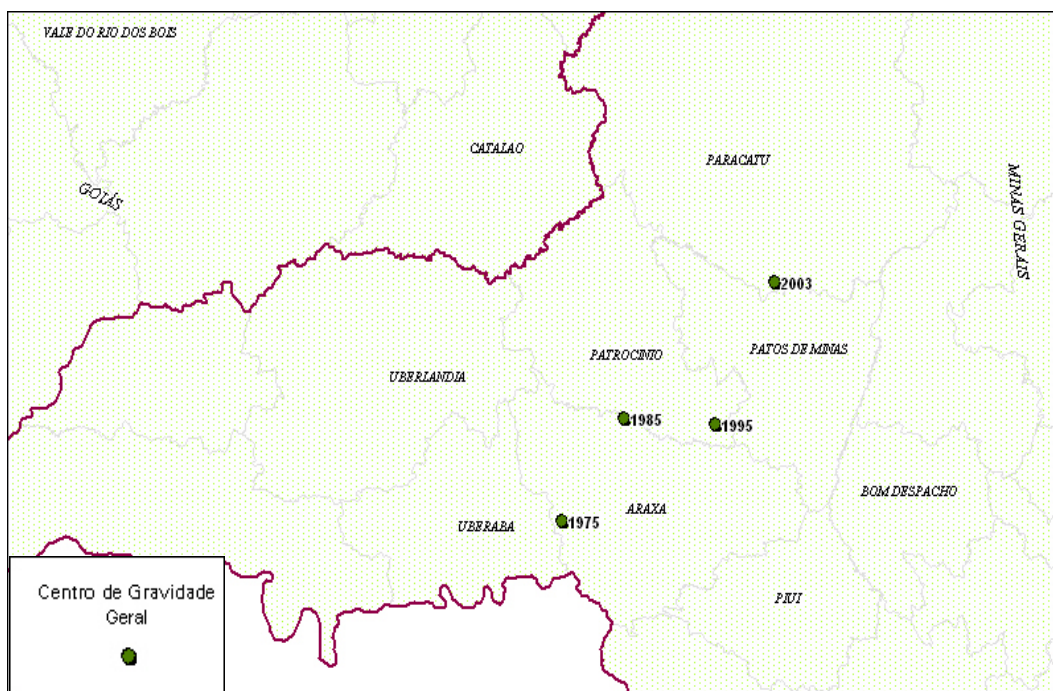 VALE DO RIO DOS BOIS
CATALAO
PARACATU
GOIÁS
MINAS GERAIS
2003
PATROCINIO
PATOS DE MINAS
UBERLANDIA
1985
1995
BOM DESPACHO
ARAXA
UBERABA
1975
PIUI
Centro de Gravidade
Geral